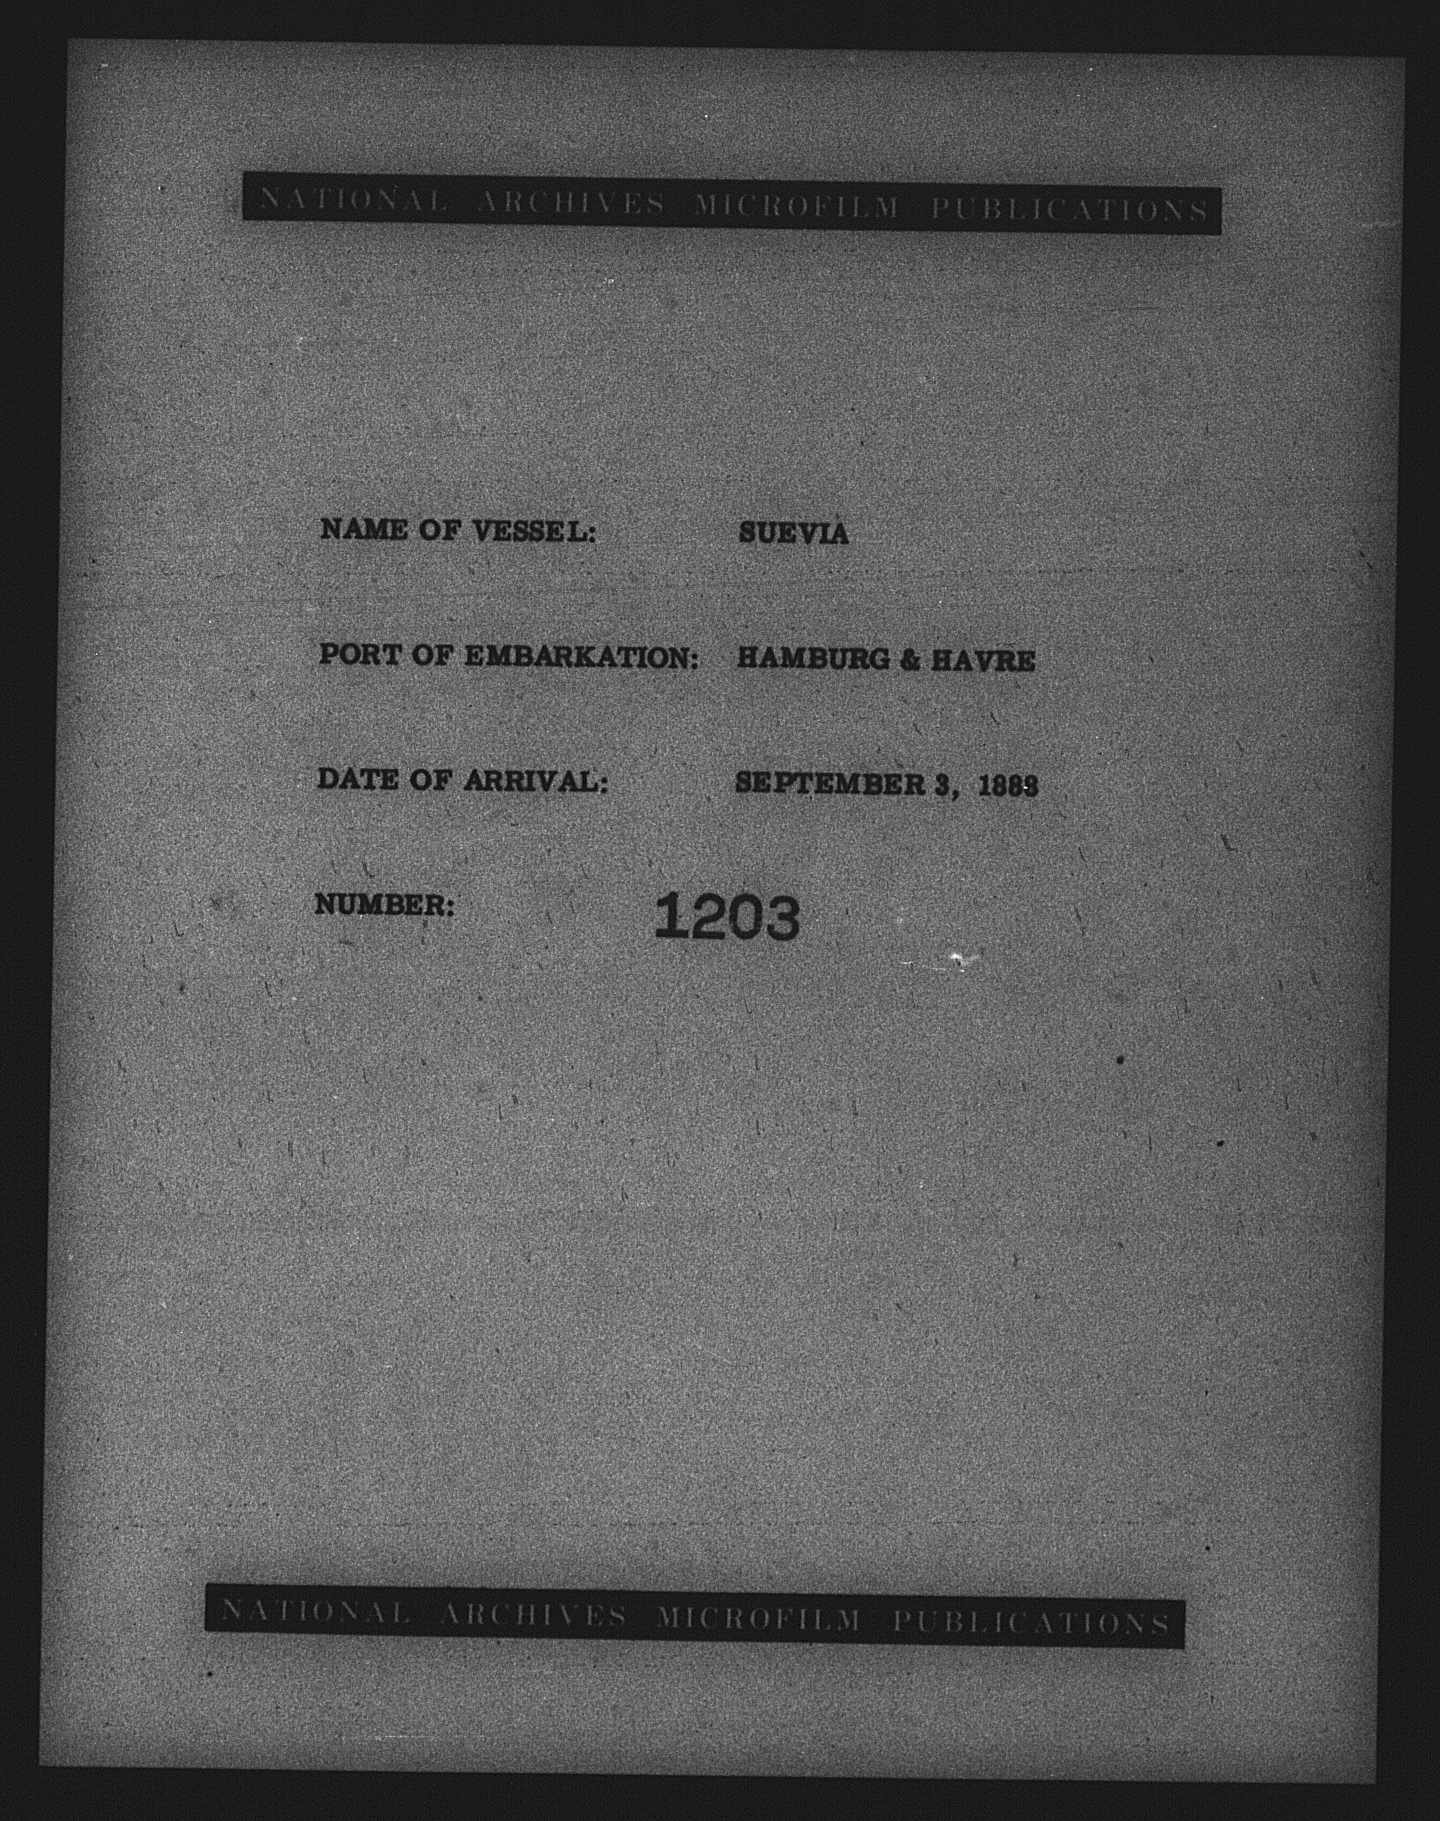 NATIONAL ARCHIVES MICROFILM PUBLICATIONS
NAME OF VESSEL: SUEVIA
PORT OF EMBARKATION: HAMBURG & HAVRE
DATE OF ARRIVAL: SEPTEMBER 3, 1888
NUMBER: 1203
NATIONAL ARCHIVES MICROFILM PUBLICATIONS